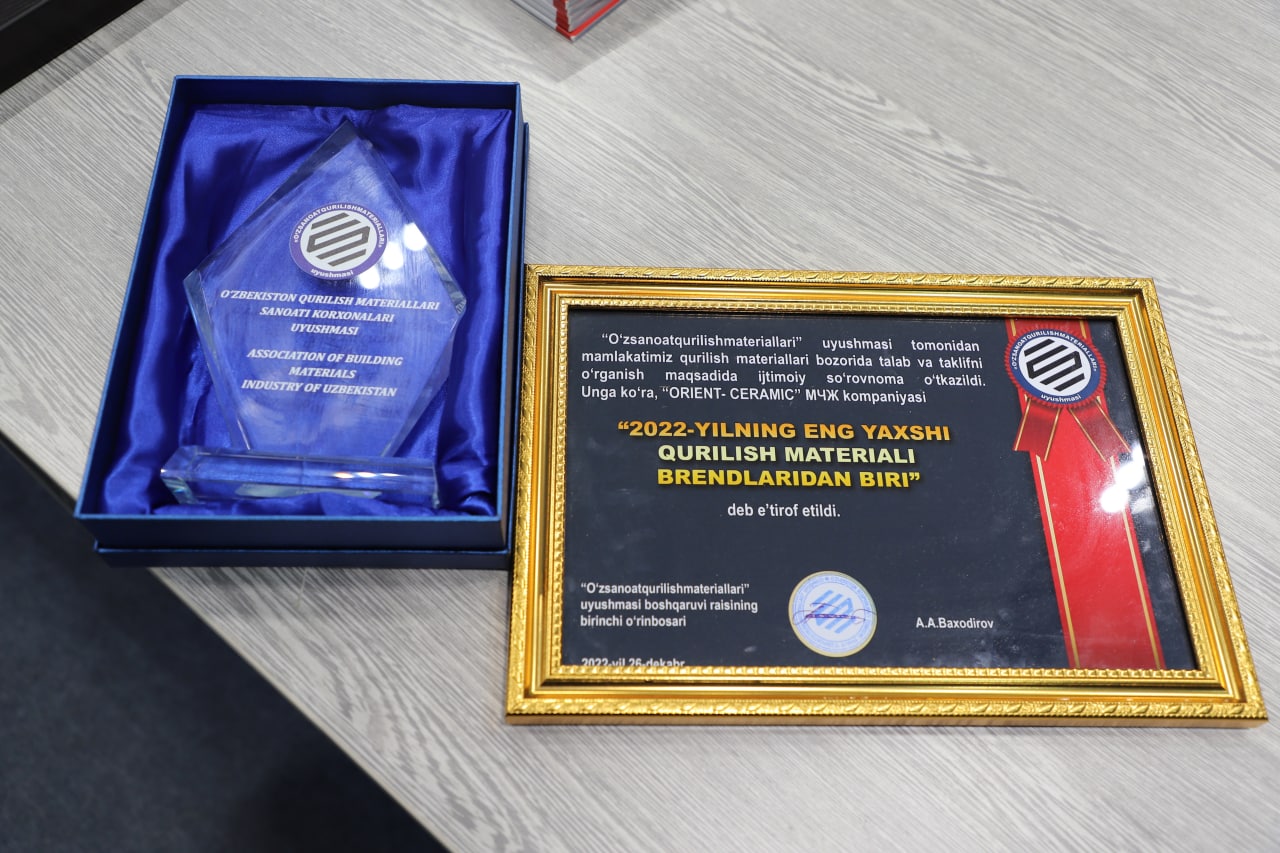 "O'ZSANOATQURILISHMATERIALLARI"
uyushmasi
O'ZBEKISTON QURILISH MATERIALLARI
SANOATI KORXONALARI
UYUSHMASI
ASSOCIATION OF BUILDING
MATERIALS
INDUSTRY OF UZBEKISTAN
"O'zsanoatqurilishmateriallari" uyushmasi tomonidan
mamlakatimiz qurilish materiallari bozorida talab va taklifni
o'rganish maqsadida ijtimoiy so'rovnoma o'tkazildi.
Unga ko'ra, "ORIENT- CERAMIC" МЧЖ kompaniyasi
"2022-YILNING ENG YAXSHI
QURILISH MATERIALI
BRENDLARIDAN BIRI"
deb e'tirof etildi.
"O'ZSANOATQURILISHMATERIALLARI"
uyushmasi
"O'zsanoatqurilishmateriallari"
uyushmasi boshqaruvi raisining
birinchi o'rinbosari
A.A.Baxodirov
2022-yil 26-dekabr